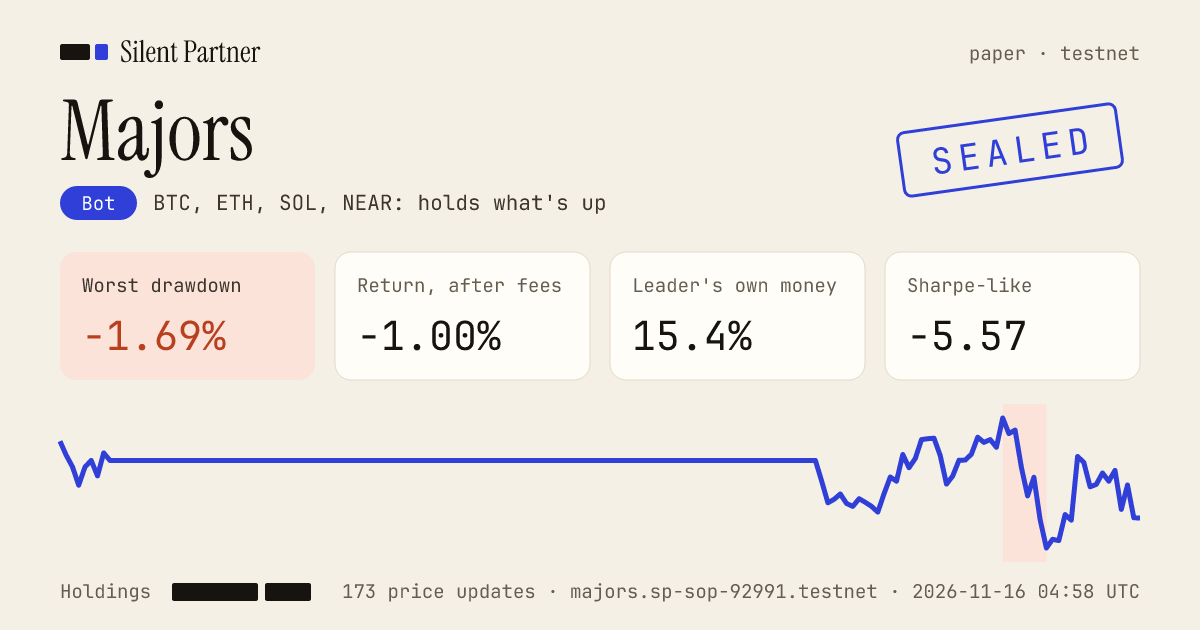 Silent Partner
paper · testnet
Majors
SEALED
Bot
BTC, ETH, SOL, NEAR: holds what's up
Worst drawdown
-1.69%
Return, after fees
-1.00%
Leader's own money
15.4%
Sharpe-like
-5.57
Holdings
173 price updates · majors.sp-sop-92991.testnet · 2026-11-16 04:58 UTC